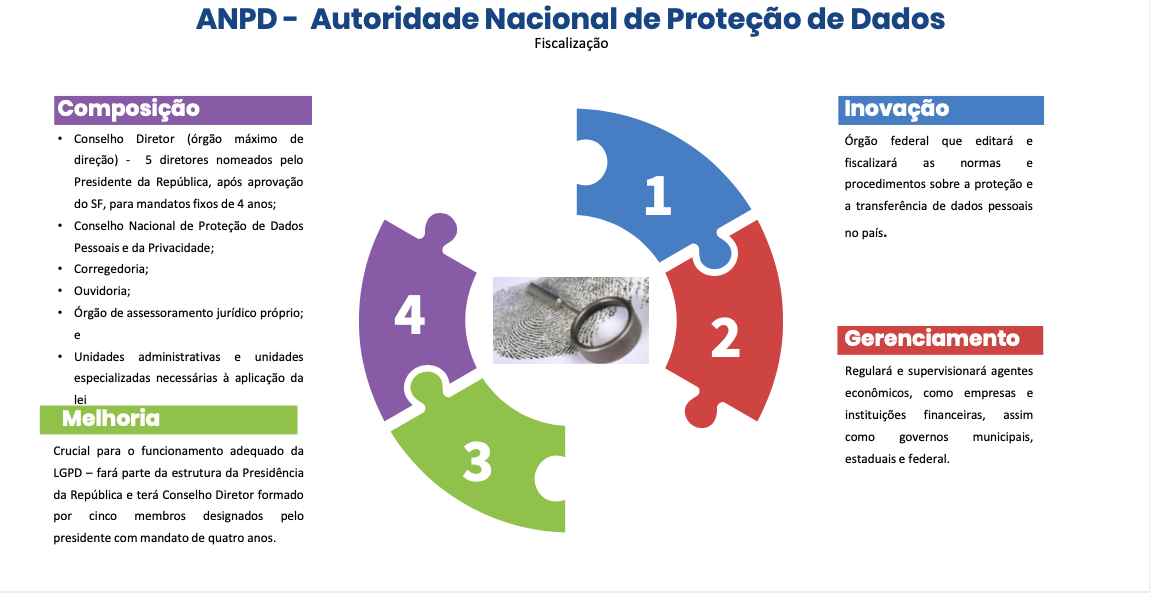 ANPD - Autoridade Nacional de Proteção de Dados
Fiscalização
Composição
• Conselho Diretor (órgão máximo de
direção) - 5 diretores nomeados pelo
Presidente da República, após aprovação
do SF, para mandatos fixos de 4 anos;
• Conselho Nacional de Proteção de Dados
Pessoais e da Privacidade;
• Corregedoria;
• Ouvidoria;
• Órgão de assessoramento jurídico próprio;
e
• Unidades administrativas e unidades
especializadas necessárias à aplicação da
lei
Melhoria
Crucial para o funcionamento adequado da
LGPD – fará parte da estrutura da Presidência
da República e terá Conselho Diretor formado
por cinco membros designados pelo
presidente com mandato de quatro anos.
1
2
3
4
Inovação
Órgão federal que editará e
fiscalizará as normas e
procedimentos sobre a proteção e
a transferência de dados pessoais
no país.
Gerenciamento
Regulará e supervisionará agentes
econômicos, como empresas e
instituições financeiras, assim
como governos municipais,
estaduais e federal.